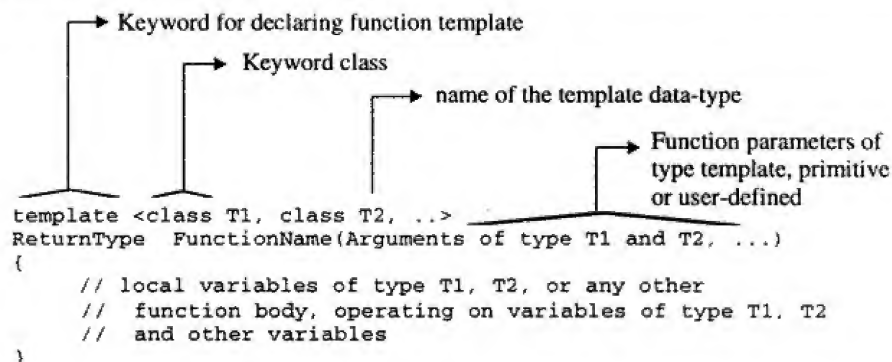 Keyword for declaring function template
Keyword class
name of the template data-type
Function parameters of
type template, primitive
or user-defined
template <class T1, class T2, ..>
ReturnType FunctionName(Arguments of type T1 and T2, ...)
{
// local variables of type T1, T2, or any other
// function body, operating on variables of type T1, T2
// and other variables
}